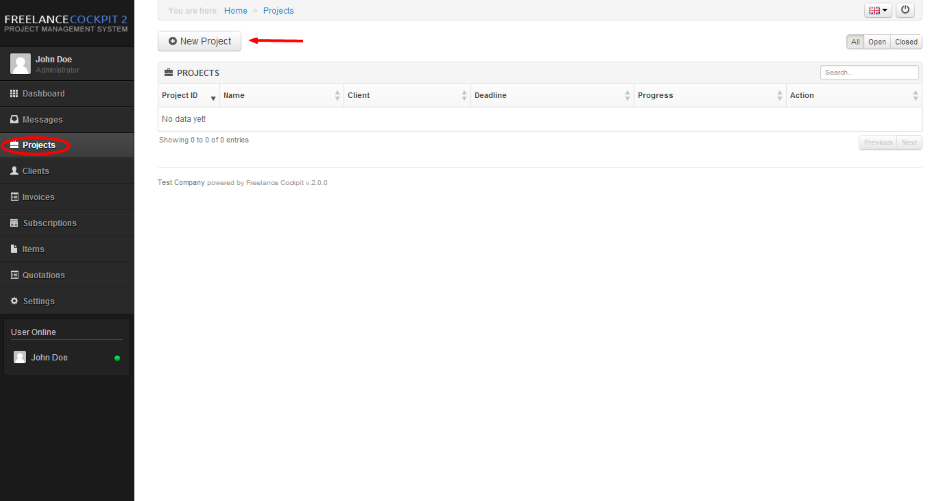 FREELANCECOCKPIT 2
PROJECT MANAGEMENT SYSTEM
John Doe
Administrator
Dashboard
Messages
Projects
Clients
Invoices
Subscriptions
Items
Quotations
Settings
User Online
John Doe
You are here: Home > Projects
New Project
All Open Closed
PROJECTS
Search...
Project ID Name Client Deadline Progress Action
No data yet!
Showing 0 to 0 of 0 entries
Previous Next
Test Company powered by Freelance Cockpit v.2.0.0